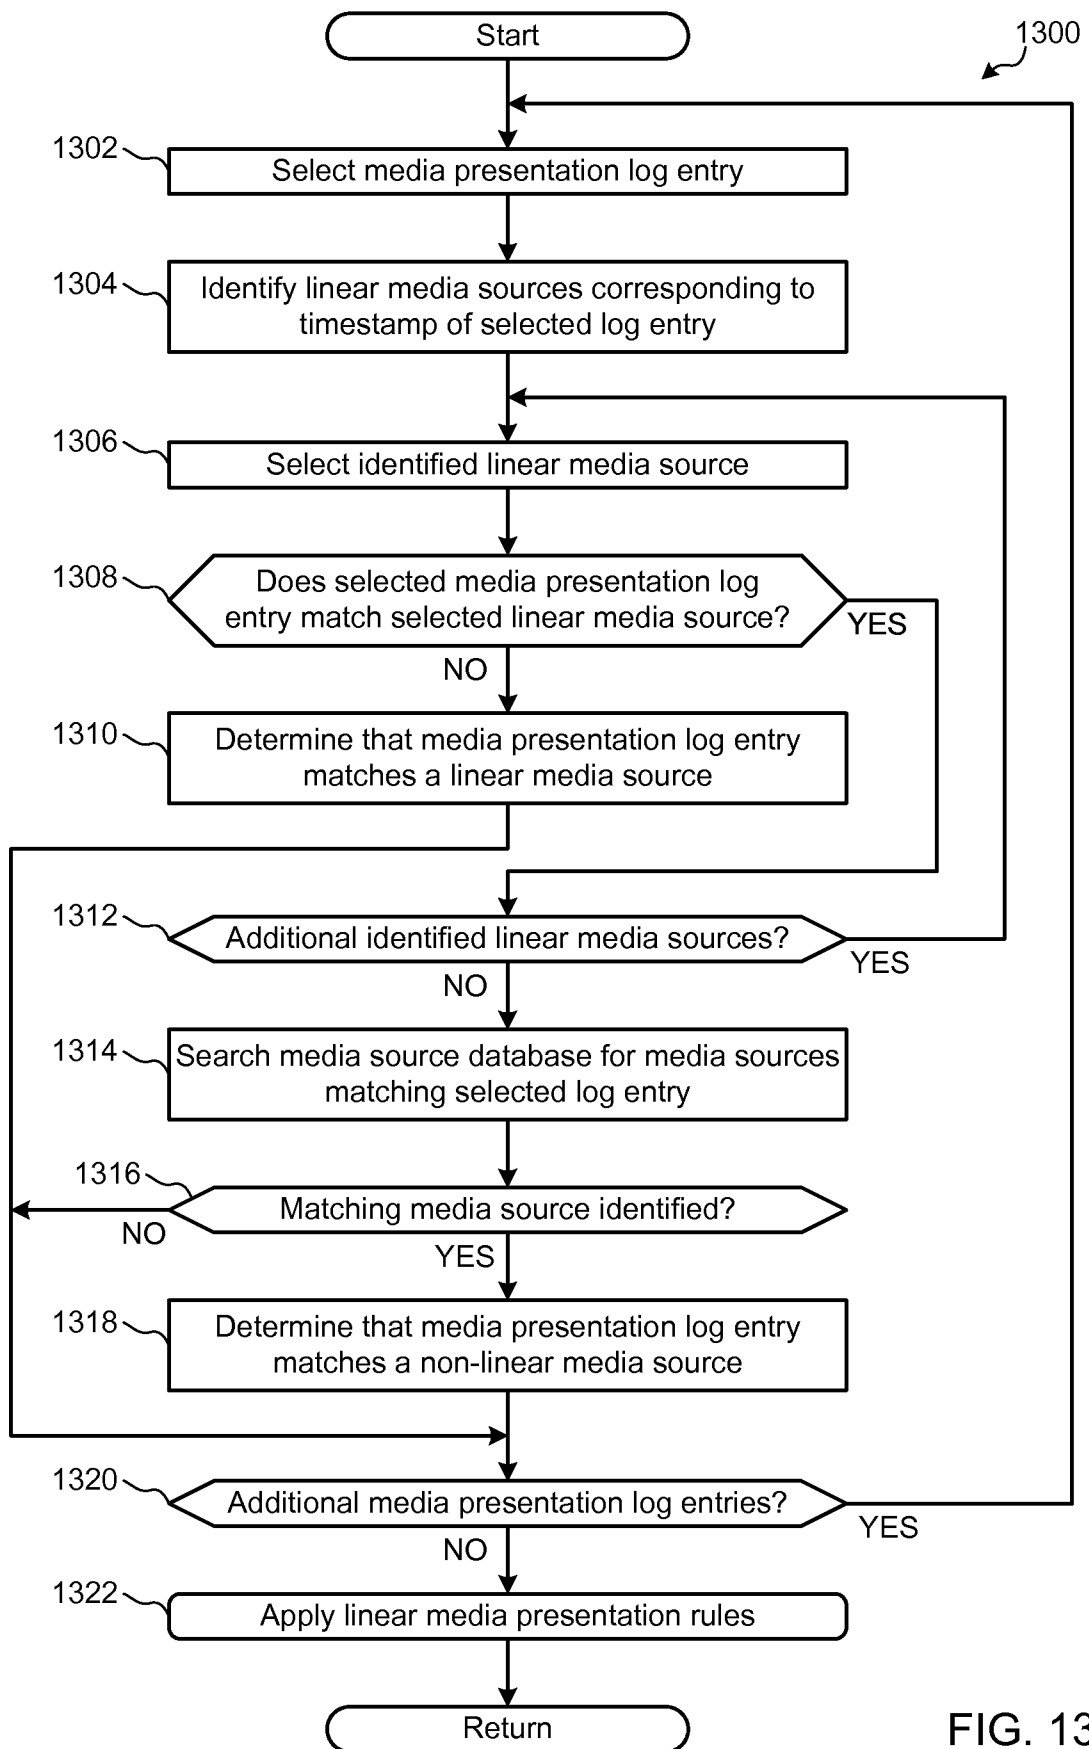 Start
1300
1302
Select media presentation log entry
1304
Identify linear media sources corresponding to
timestamp of selected log entry
1306
Select identified linear media source
1308
Does selected media presentation log
entry match selected linear media source?
YES
NO
1310
Determine that media presentation log entry
matches a linear media source
1312
Additional identified linear media sources?
YES
NO
1314
Search media source database for media sources
matching selected log entry
1316
Matching media source identified?
NO
YES
1318
Determine that media presentation log entry
matches a non-linear media source
1320
Additional media presentation log entries?
YES
NO
1322
Apply linear media presentation rules
Return
FIG. 13